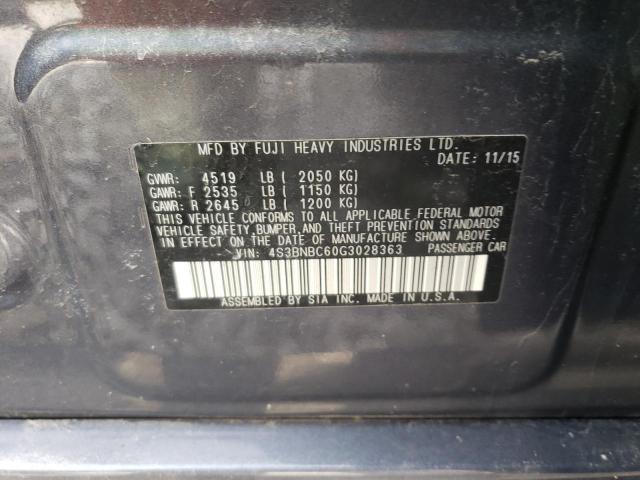 MFD BY FUJI HEAVY INDUSTRIES LTD.
DATE: 11/15
GVWR: 4519 LB ( 2050 KG)
GAWR: F 2535 LB ( 1150 KG)
GAWR: R 2645 LB ( 1200 KG)
THIS VEHICLE CONFORMS TO ALL APPLICABLE FEDERAL MOTOR
VEHICLE SAFETY,BUMPER,AND THEFT PREVENTION STANDARDS
IN EFFECT ON THE DATE OF MANUFACTURE SHOWN ABOVE.
VIN: 4S3BNBC60G3028363 PASSENGER CAR
ASSEMBLED BY SIA INC. MADE IN U.S.A.